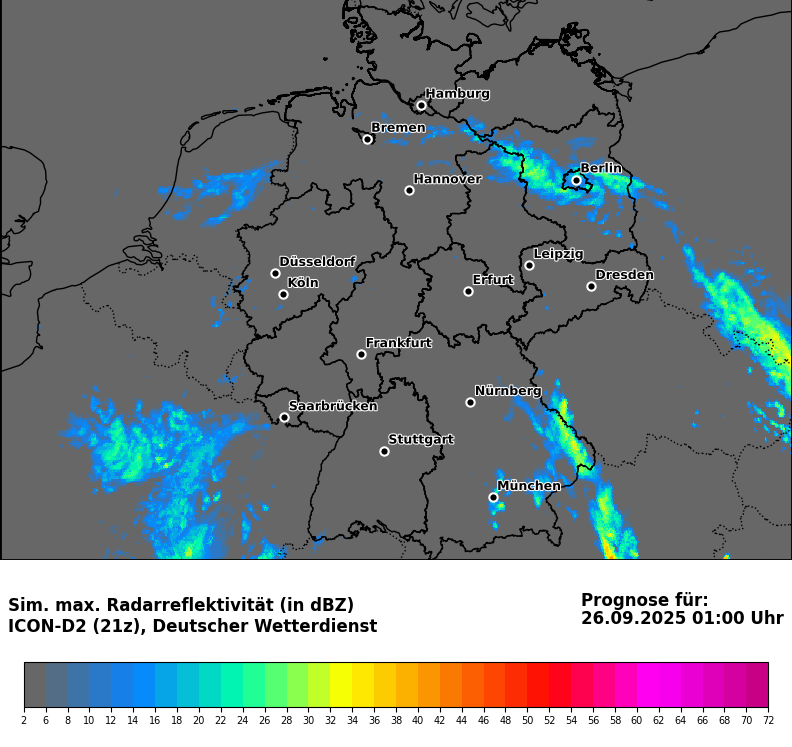 Hamburg
Bremen
Berlin
Hannover
Leipzig
Düsseldorf
Dresden
Köln
Erfurt
Frankfurt
Nürnberg
Saarbrücken
Stuttgart
München
Sim. max. Radarreflektivität (in dBZ)
ICON-D2 (21z), Deutscher Wetterdienst
Prognose für:
26.09.2025 01:00 Uhr
2 6 8 10 12 14 16 18 20 22 24 26 28 30 32 34 36 38 40 42 44 46 48 50 52 54 56 58 60 62 64 66 68 70 72